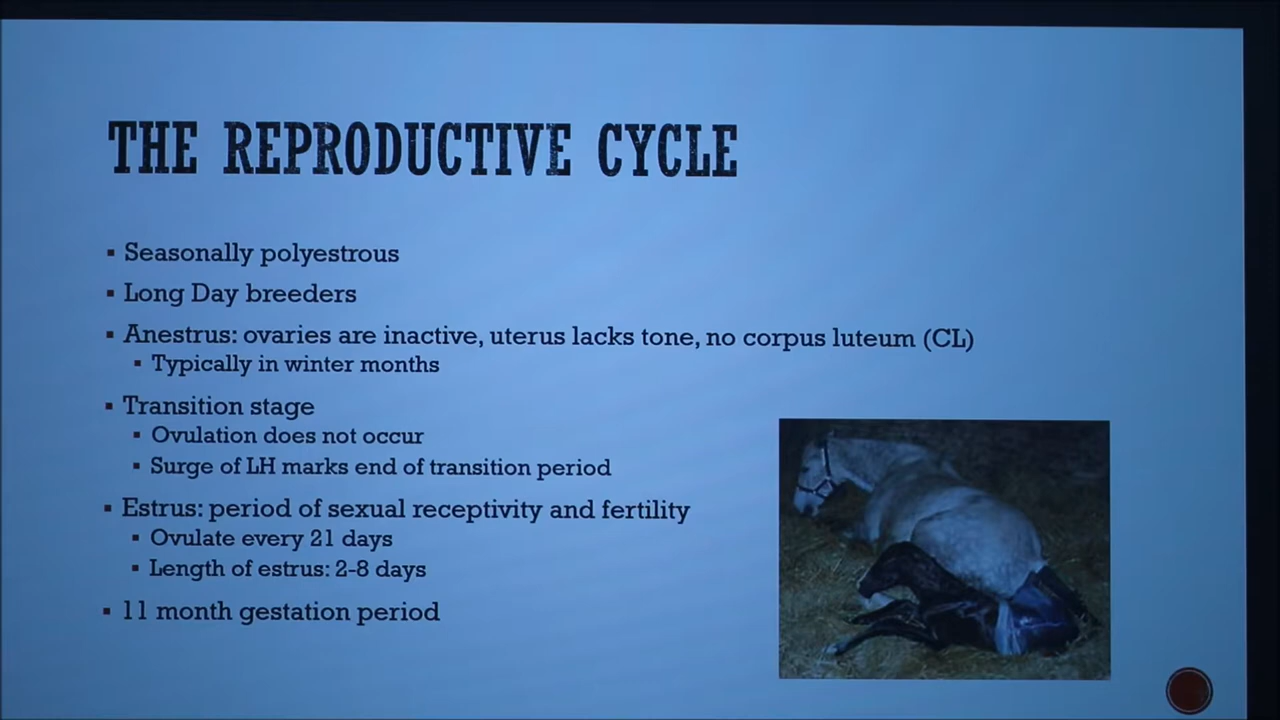 THE REPRODUCTIVE CYCLE
▪ Seasonally polyestrous
▪ Long Day breeders
▪ Anestrus: ovaries are inactive, uterus lacks tone, no corpus luteum (CL)
▪ Typically in winter months
▪ Transition stage
▪ Ovulation does not occur
▪ Surge of LH marks end of transition period
▪ Estrus: period of sexual receptivity and fertility
▪ Ovulate every 21 days
▪ Length of estrus: 2-8 days
▪ 11 month gestation period